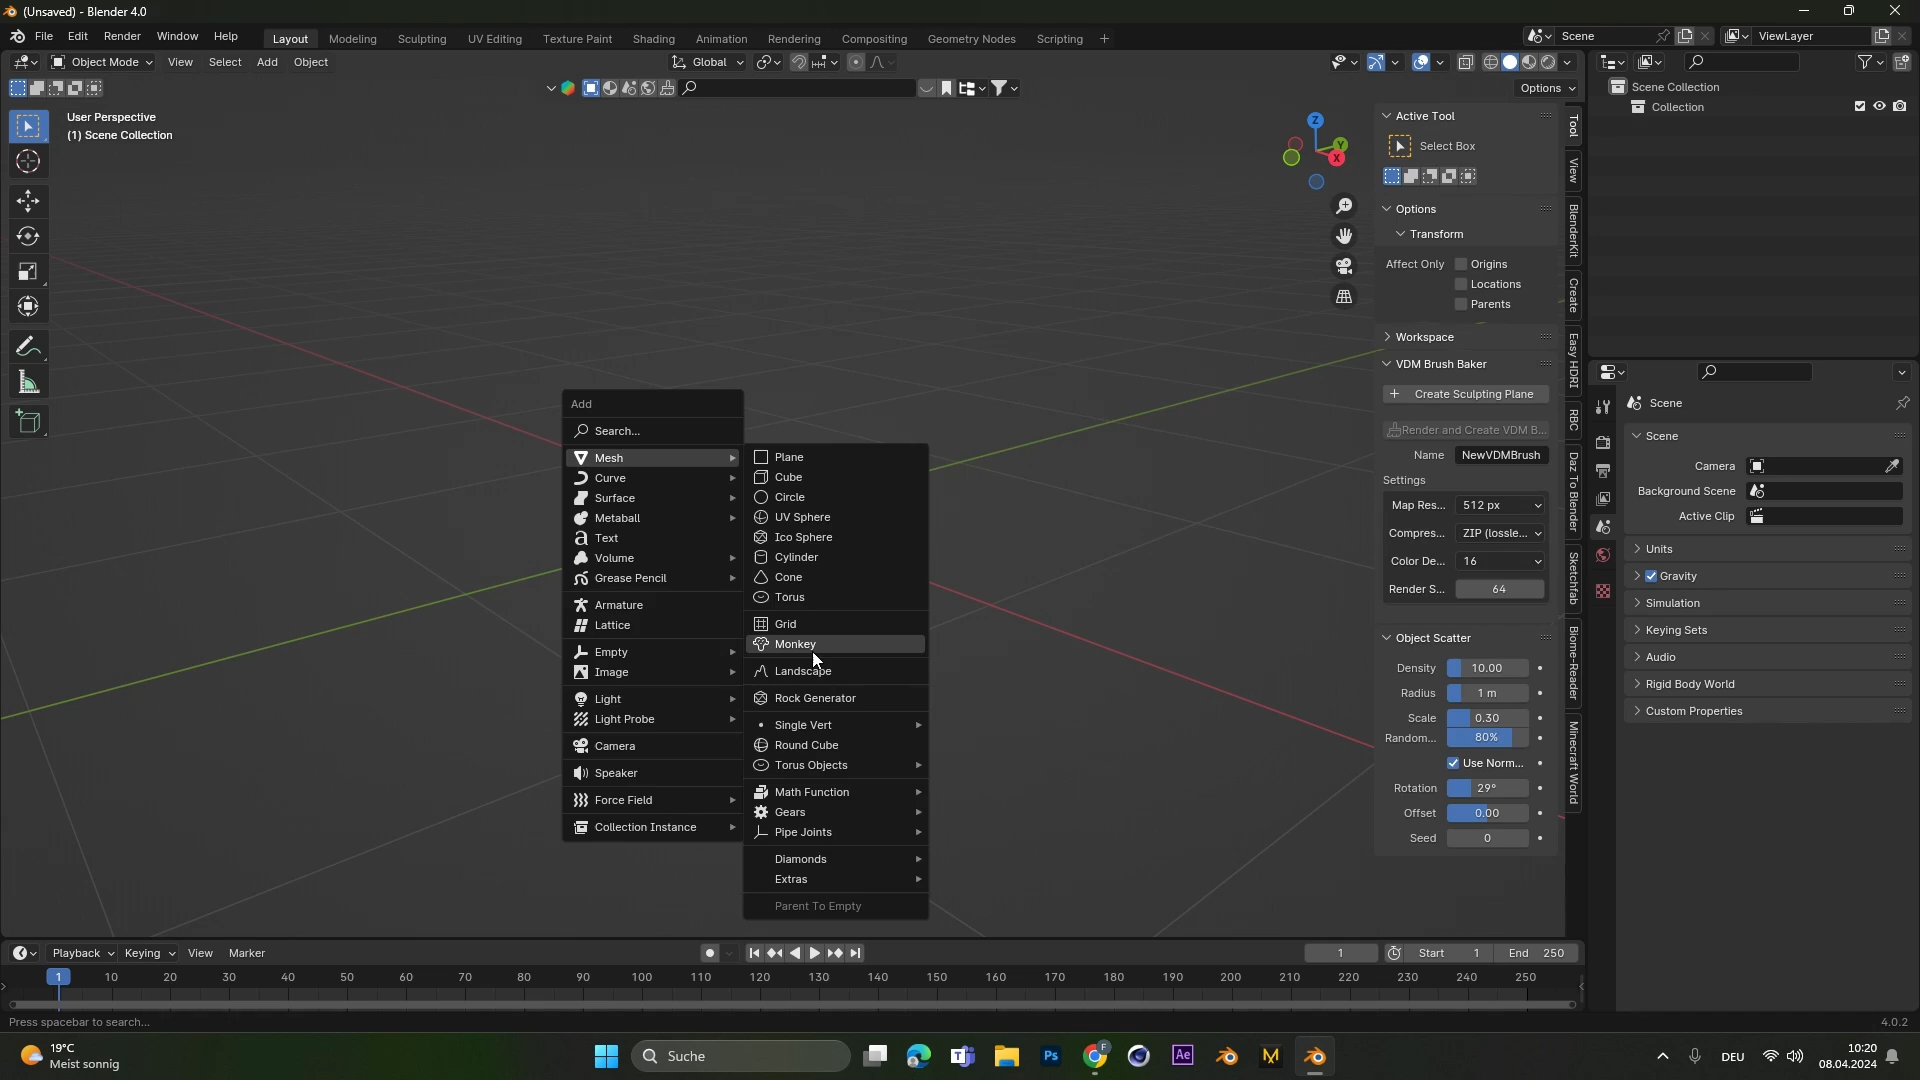 (Unsaved) - Blender 4.0
File Edit Render Window Help Layout Modeling Sculpting UV Editing Texture Paint Shading Animation Rendering Compositing Geometry Nodes Scripting + Scene ViewLayer
Object Mode View Select Add Object Global
Options
User Perspective
(1) Scene Collection
Z
Y
X
Add
Search...
Mesh
Curve
Surface
Metaball
Text
Volume
Grease Pencil
Armature
Lattice
Empty
Image
Light
Light Probe
Camera
Speaker
Force Field
Collection Instance
Plane
Cube
Circle
UV Sphere
Ico Sphere
Cylinder
Cone
Torus
Grid
Monkey
Landscape
Rock Generator
Single Vert
Round Cube
Torus Objects
Math Function
Gears
Pipe Joints
Diamonds
Extras
Parent To Empty
Active Tool
Select Box
Options
Transform
Affect Only Origins
Locations
Parents
Workspace
VDM Brush Baker
Create Sculpting Plane
Render and Create VDM B...
Name NewVDMBrush
Settings
Map Res... 512 px
Compres... ZIP (lossle...
Color De... 16
Render S... 64
Object Scatter
Density 10.00
Radius 1 m
Scale 0.30
Random... 80%
Use Norm...
Rotation 29°
Offset 0.00
Seed 0
Tool
View
BlenderKit
Create
Easy HDRI
RBC
Daz To Blender
Sketchfab
Biome-Reader
Minecraft World
Scene Collection
Collection
Scene
Scene
Camera
Background Scene
Active Clip
Units
Gravity
Simulation
Keying Sets
Audio
Rigid Body World
Custom Properties
Playback Keying View Marker 1 Start 1 End 250
1 10 20 30 40 50 60 70 80 90 100 110 120 130 140 150 160 170 180 190 200 210 220 230 240 250
Press spacebar to search... 4.0.2
19°C
Meist sonnig
Suche
Ps
F
Ae
M
DEU
10:20
08.04.2024